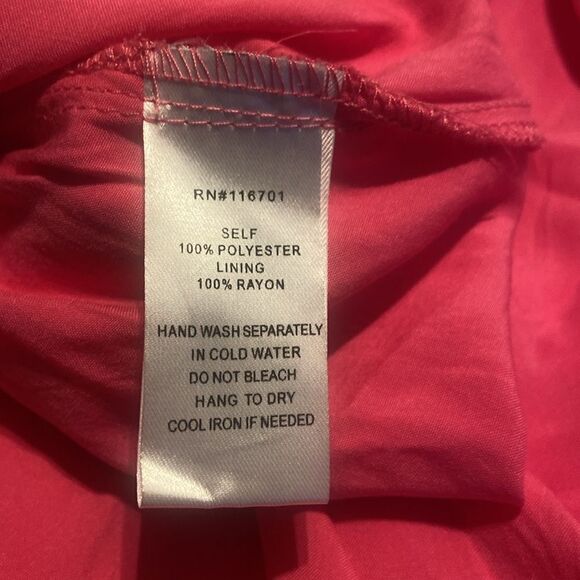 RN#116701
SELF
100% POLYESTER
LINING
100% RAYON
HAND WASH SEPARATELY
IN COLD WATER
DO NOT BLEACH
HANG TO DRY
COOL IRON IF NEEDED